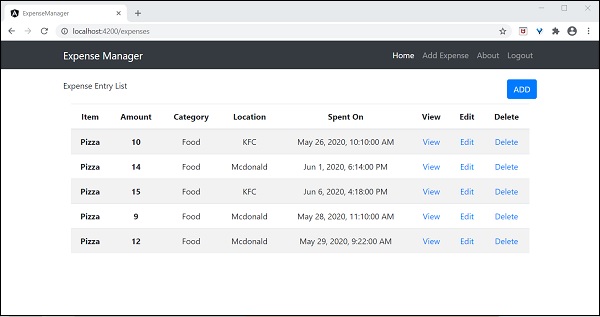 ExpenseManager
localhost:4200/expenses
Expense Manager Home Add Expense About Logout
Expense Entry List ADD
Item Amount Category Location Spent On View Edit Delete
Pizza 10 Food KFC May 26, 2020, 10:10:00 AM View Edit Delete
Pizza 14 Food Mcdonald Jun 1, 2020, 6:14:00 PM View Edit Delete
Pizza 15 Food KFC Jun 6, 2020, 4:18:00 PM View Edit Delete
Pizza 9 Food Mcdonald May 28, 2020, 11:10:00 AM View Edit Delete
Pizza 12 Food Mcdonald May 29, 2020, 9:22:00 AM View Edit Delete